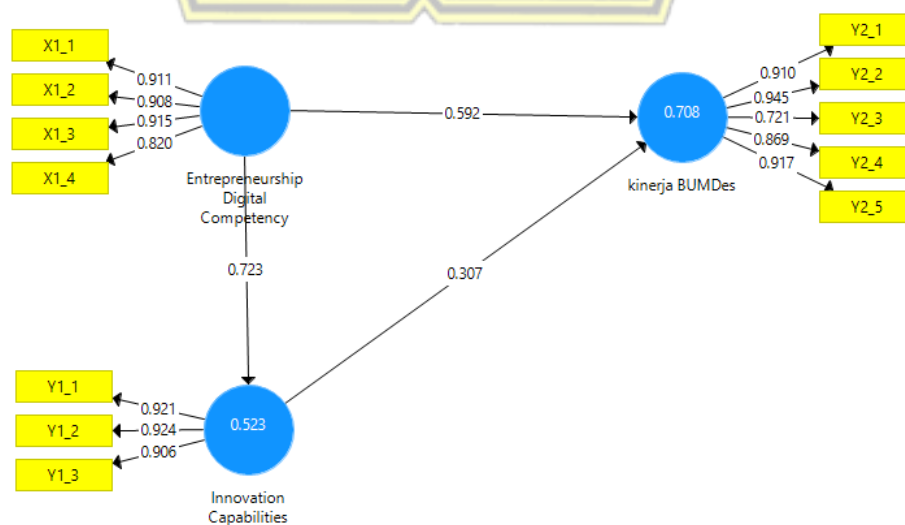 X1_1
X1_2
X1_3
X1_4
0.911
0.908
0.915
0.820
Entrepreneurship
Digital
Competency
0.592
0.708
kinerja BUMDes
0.910
0.945
0.721
0.869
0.917
Y2_1
Y2_2
Y2_3
Y2_4
Y2_5
0.723
0.307
Y1_1
Y1_2
Y1_3
0.921
0.924
0.906
0.523
Innovation
Capabilities